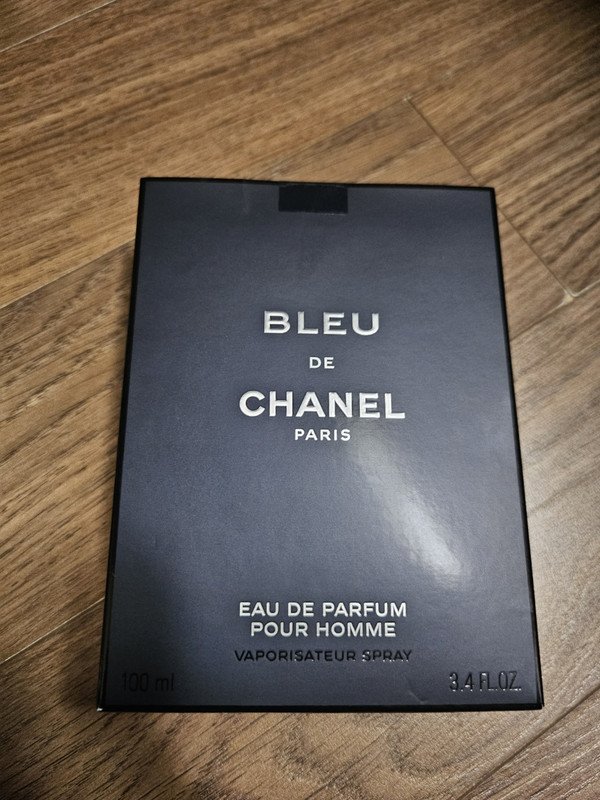 BLEU
DE
CHANEL
PARIS
EAU DE PARFUM
POUR HOMME
VAPORISATEUR SPRAY
100 ml 3.4 FL.OZ.